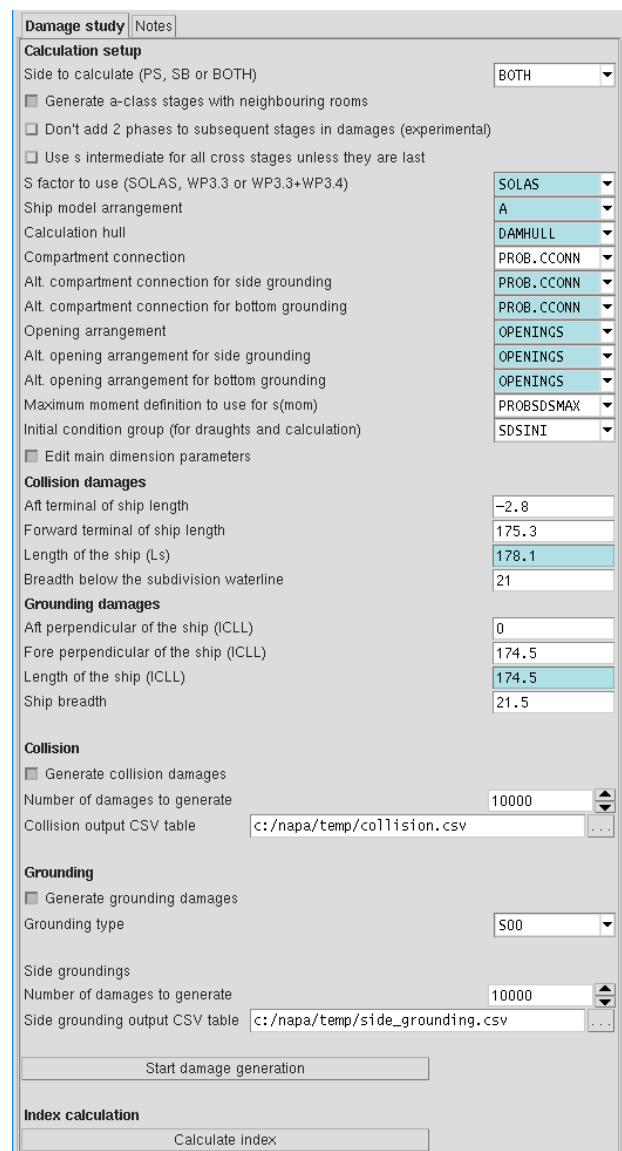 Damage study Notes
Calculation setup
Side to calculate (PS, SB or BOTH) BOTH
Generate a-class stages with neighbouring rooms
Don't add 2 phases to subsequent stages in damages (experimental)
Use s intermediate for all cross stages unless they are last
S factor to use (SOLAS, WP3.3 or WP3.3+WP3.4) SOLAS
Ship model arrangement A
Calculation hull DAMHULL
Compartment connection PROB.CCONN
Alt. compartment connection for side grounding PROB.CCONN
Alt. compartment connection for bottom grounding PROB.CCONN
Opening arrangement OPENINGS
Alt. opening arrangement for side grounding OPENINGS
Alt. opening arrangement for bottom grounding OPENINGS
Maximum moment definition to use for s(mom) PROBSDSMAX
Initial condition group (for draughts and calculation) SDSINI
Edit main dimension parameters
Collision damages
Aft terminal of ship length -2.8
Forward terminal of ship length 175.3
Length of the ship (Ls) 178.1
Breadth below the subdivision waterline 21
Grounding damages
Aft perpendicular of the ship (ICLL) 0
Fore perpendicular of the ship (ICLL) 174.5
Length of the ship (ICLL) 174.5
Ship breadth 21.5
Collision
Generate collision damages
Number of damages to generate 10000
Collision output CSV table c:/napa/temp/collision.csv ...
Grounding
Generate grounding damages
Grounding type S00
Side groundings
Number of damages to generate 10000
Side grounding output CSV table c:/napa/temp/side_grounding.csv ...
Start damage generation
Index calculation
Calculate index